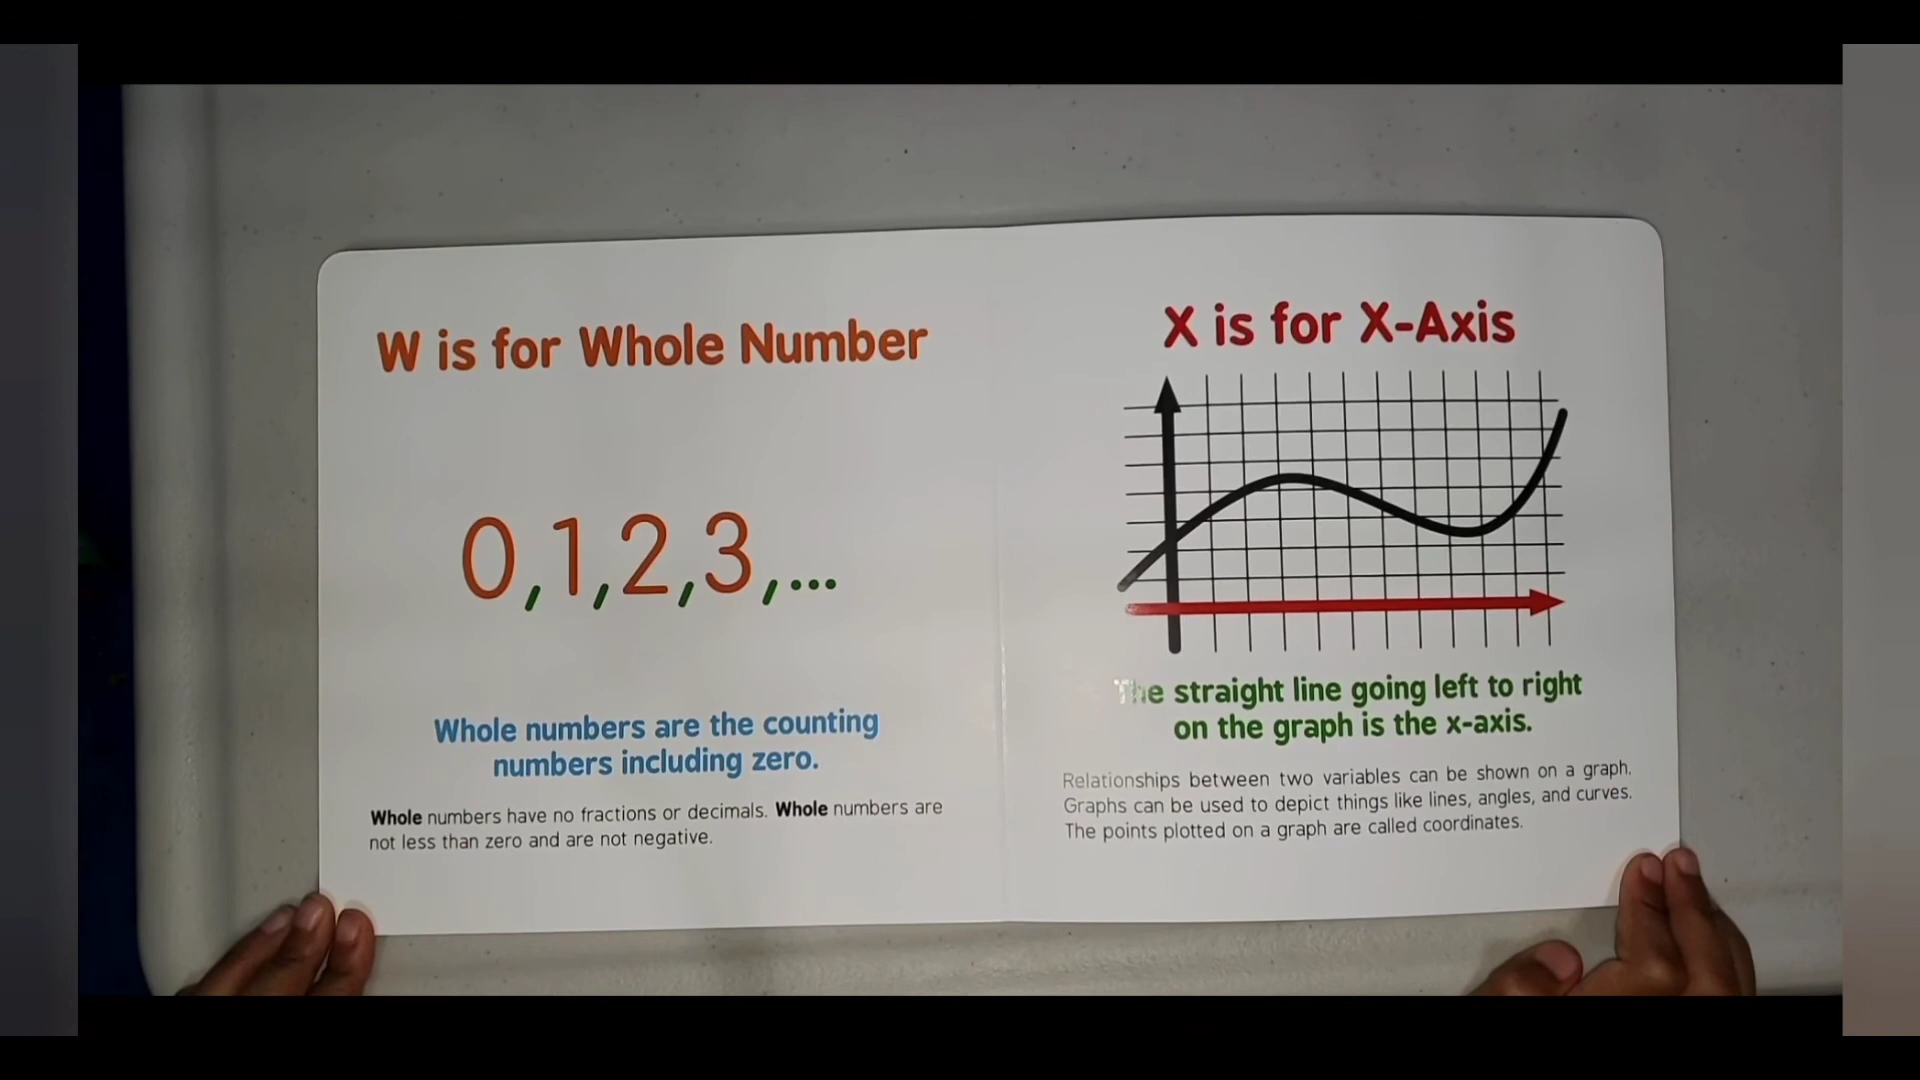 W is for Whole Number
0,1,2,3,...
Whole numbers are the counting
numbers including zero.
Whole numbers have no fractions or decimals. Whole numbers are
not less than zero and are not negative.
X is for X-Axis
The straight line going left to right
on the graph is the x-axis.
Relationships between two variables can be shown on a graph.
Graphs can be used to depict things like lines, angles, and curves.
The points plotted on a graph are called coordinates.